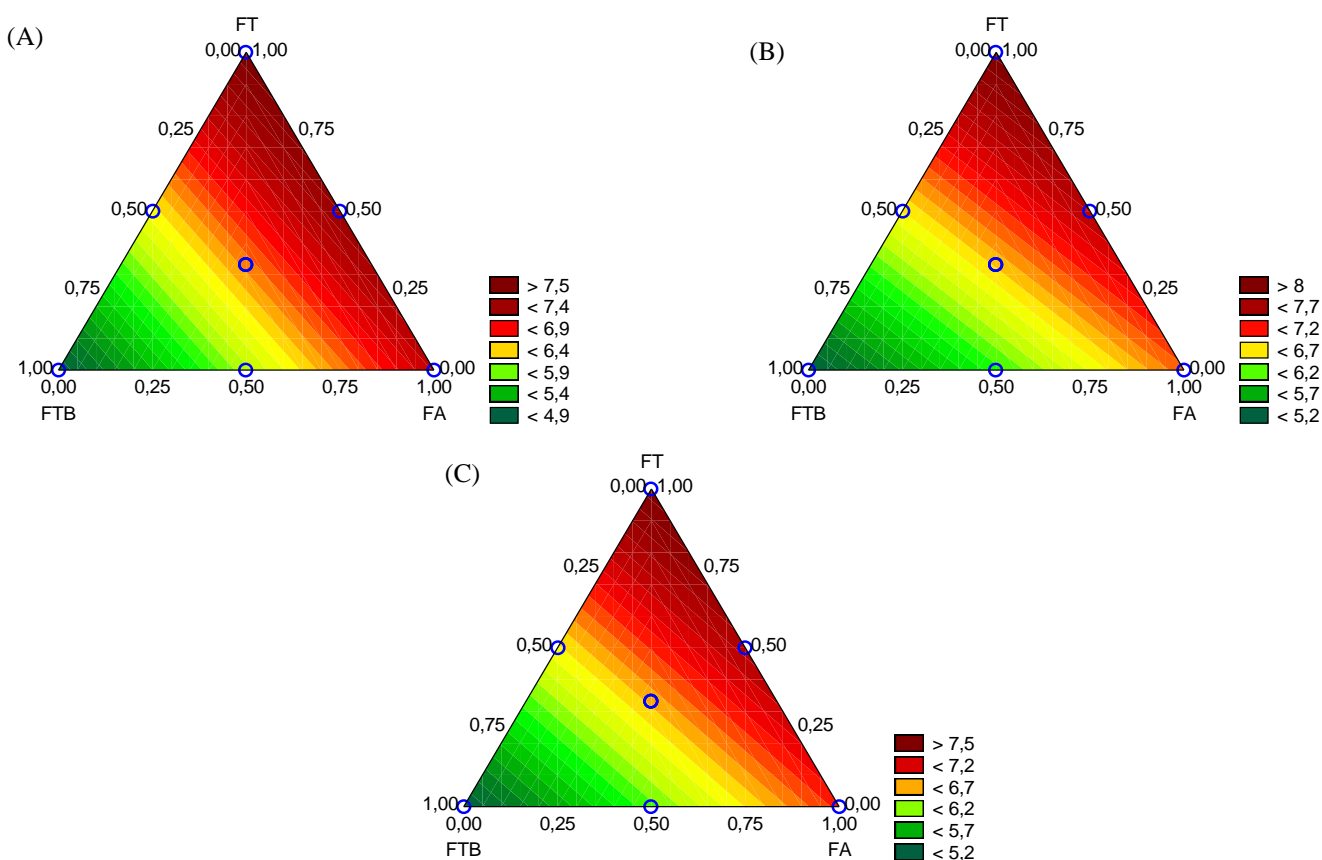 (A)
FT
0,00 1,00
0,25 0,75
0,50 0,50
0,75 0,25
1,00 0,00
0,00 0,25 0,50 0,75 1,00
FTB FA
> 7,5
< 7,4
< 6,9
< 6,4
< 5,9
< 5,4
< 4,9
(B)
FT
0,00 1,00
0,25 0,75
0,50 0,50
0,75 0,25
1,00 0,00
0,00 0,25 0,50 0,75 1,00
FTB FA
> 8
< 7,7
< 7,2
< 6,7
< 6,2
< 5,7
< 5,2
(C)
FT
0,00 1,00
0,25 0,75
0,50 0,50
0,75 0,25
1,00 0,00
0,00 0,25 0,50 0,75 1,00
FTB FA
> 7,5
< 7,2
< 6,7
< 6,2
< 5,7
< 5,2